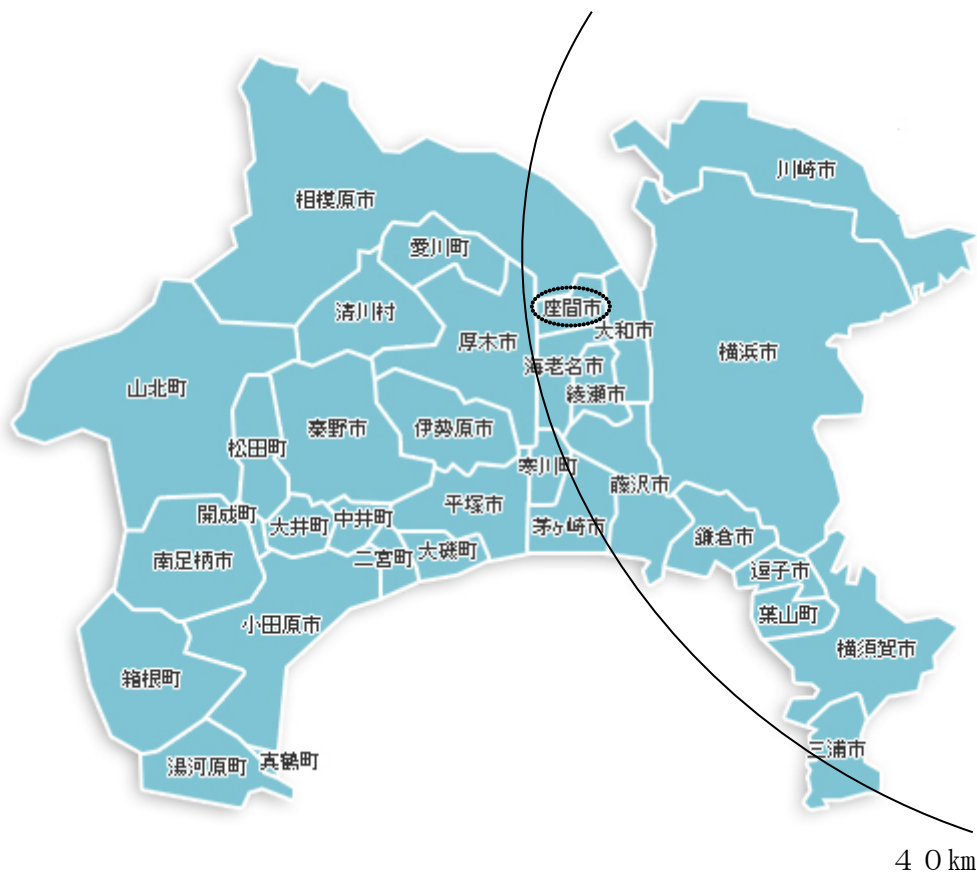 川崎市
相模原市
愛川町
座間市
清川村
大和市
厚木市
横浜市
海老名市
山北町
綾瀬市
秦野市
伊勢原市
松田町
寒川町
藤沢市
平塚市
開成町
大井町
中井町
茅ヶ崎市
鎌倉市
大磯町
二宮町
南足柄市
逗子市
葉山町
小田原市
横須賀市
箱根町
三浦市
真鶴町
湯河原町
４０㎞